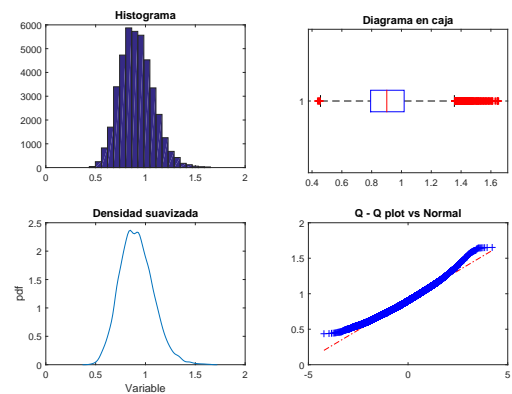 Histograma
6000
5000
4000
3000
2000
1000
0
0 0.5 1 1.5 2
Diagrama en caja
1
0.4 0.6 0.8 1 1.2 1.4 1.6
Densidad suavizada
2.5
2
1.5
1
0.5
0
pdf
0 0.5 1 1.5 2
Variable
Q - Q plot vs Normal
2
1.5
1
0.5
0
-5 0 5